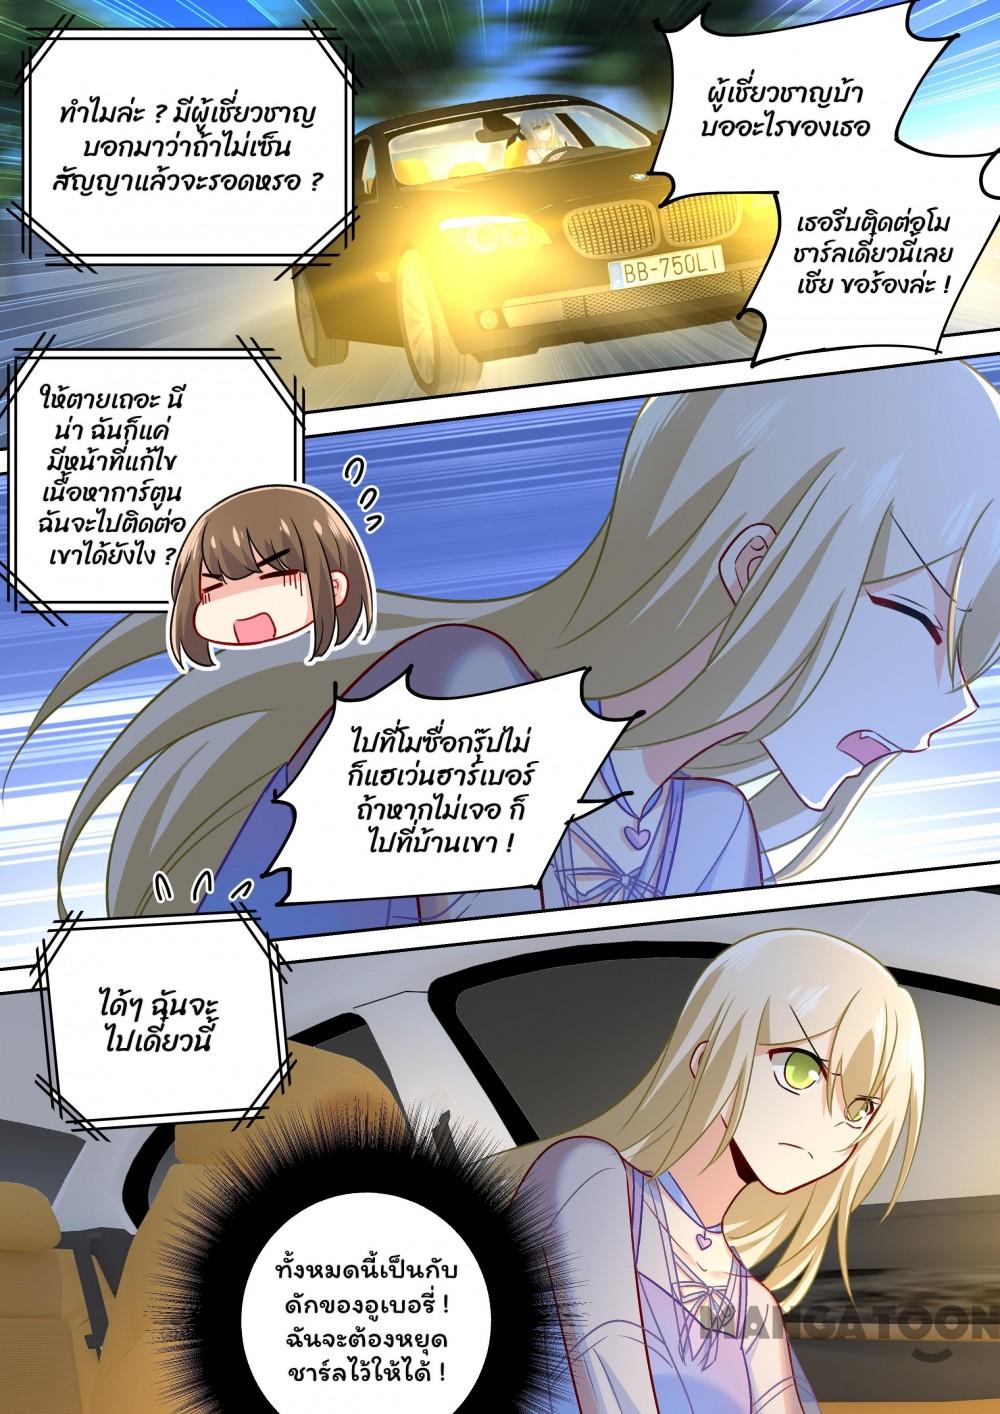 ทำไมล่ะ ? มีผู้เชี่ยวชาญ
บอกมาว่าถ้าไม่เซ็น
สัญญาแล้วจะรอดหรอ ?
ผู้เชี่ยวชาญบ้า
บออะไรของเธอ
เธอรีบติดต่อโม
ชาร์ลเดี๋ยวนี้เลย
เชีย ขอร้องล่ะ !
BB-750LI
ให้ตายเถอะ นี
น่า ฉันก็แค่
มีหน้าที่แก้ไข
เนื้อหาการ์ตูน
ฉันจะไปติดต่อ
เขาได้ยังไง ?
ไปที่โมซื่อกรุ๊ปไม่
ก็แฮเว่นฮาร์เบอร์
ถ้าหากไม่เจอ ก็
ไปที่บ้านเขา !
ได้ๆ ฉันจะ
ไปเดี๋ยวนี้
ทั้งหมดนี้เป็นกับ
ดักของอูเบอรี่ !
ฉันจะต้องหยุด
ชาร์ลไว้ให้ได้ !
MANGATOON